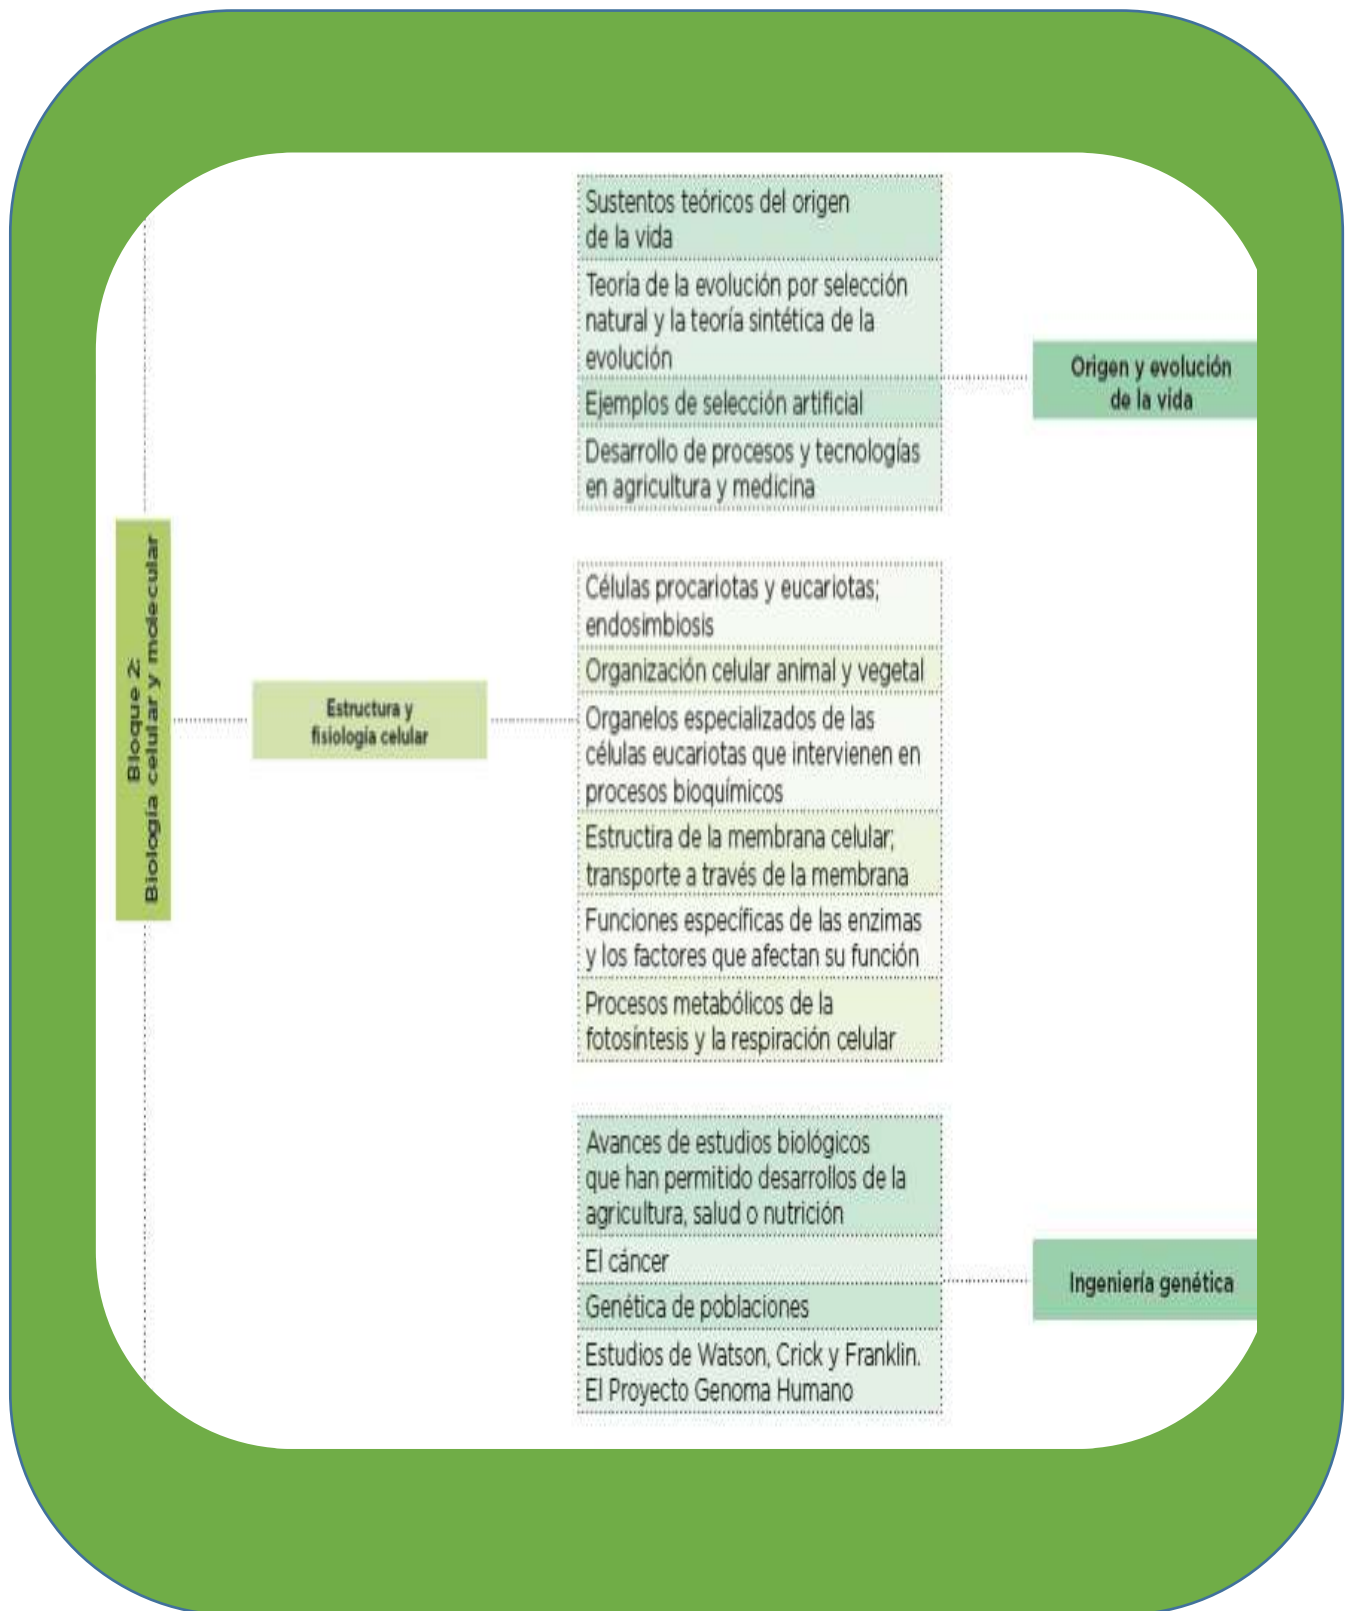 Sustentos teóricos del origen
de la vida
Teoría de la evolución por selección
natural y la teoría sintética de la
evolución
Ejemplos de selección artificial
Desarrollo de procesos y tecnologías
en agricultura y medicina
Origen y evolución
de la vida
Bloque 2:
Biología celular y molecular
Estructura y
fisiología celular
Células procariotas y eucariotas;
endosimbiosis
Organización celular animal y vegetal
Organelos especializados de las
células eucariotas que intervienen en
procesos bioquímicos
Estructira de la membrana celular;
transporte a través de la membrana
Funciones específicas de las enzimas
y los factores que afectan su función
Procesos metabólicos de la
fotosíntesis y la respiración celular
Avances de estudios biológicos
que han permitido desarrollos de la
agricultura, salud o nutrición
El cáncer
Genética de poblaciones
Estudios de Watson, Crick y Franklin.
El Proyecto Genoma Humano
Ingeniería genética